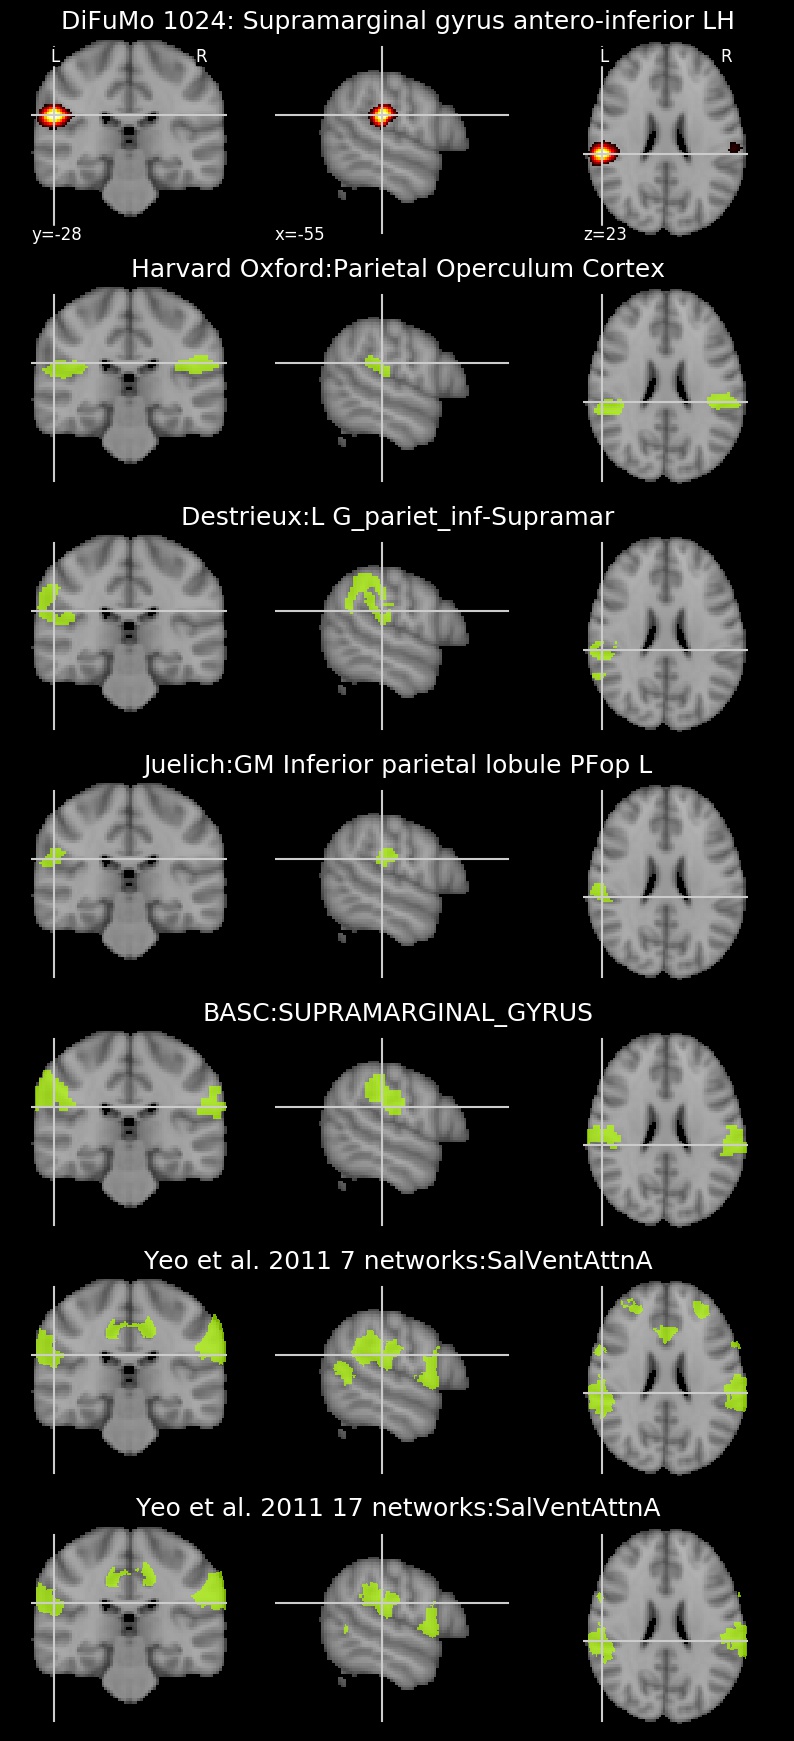 DiFuMo 1024: Supramarginal gyrus antero-inferior LH
L R L R
y=-28 x=-55 z=23
Harvard Oxford:Parietal Operculum Cortex
Destrieux:L G_pariet_inf-Supramar
Juelich:GM Inferior parietal lobule PFop L
BASC:SUPRAMARGINAL_GYRUS
Yeo et al. 2011 7 networks:SalVentAttnA
Yeo et al. 2011 17 networks:SalVentAttnA